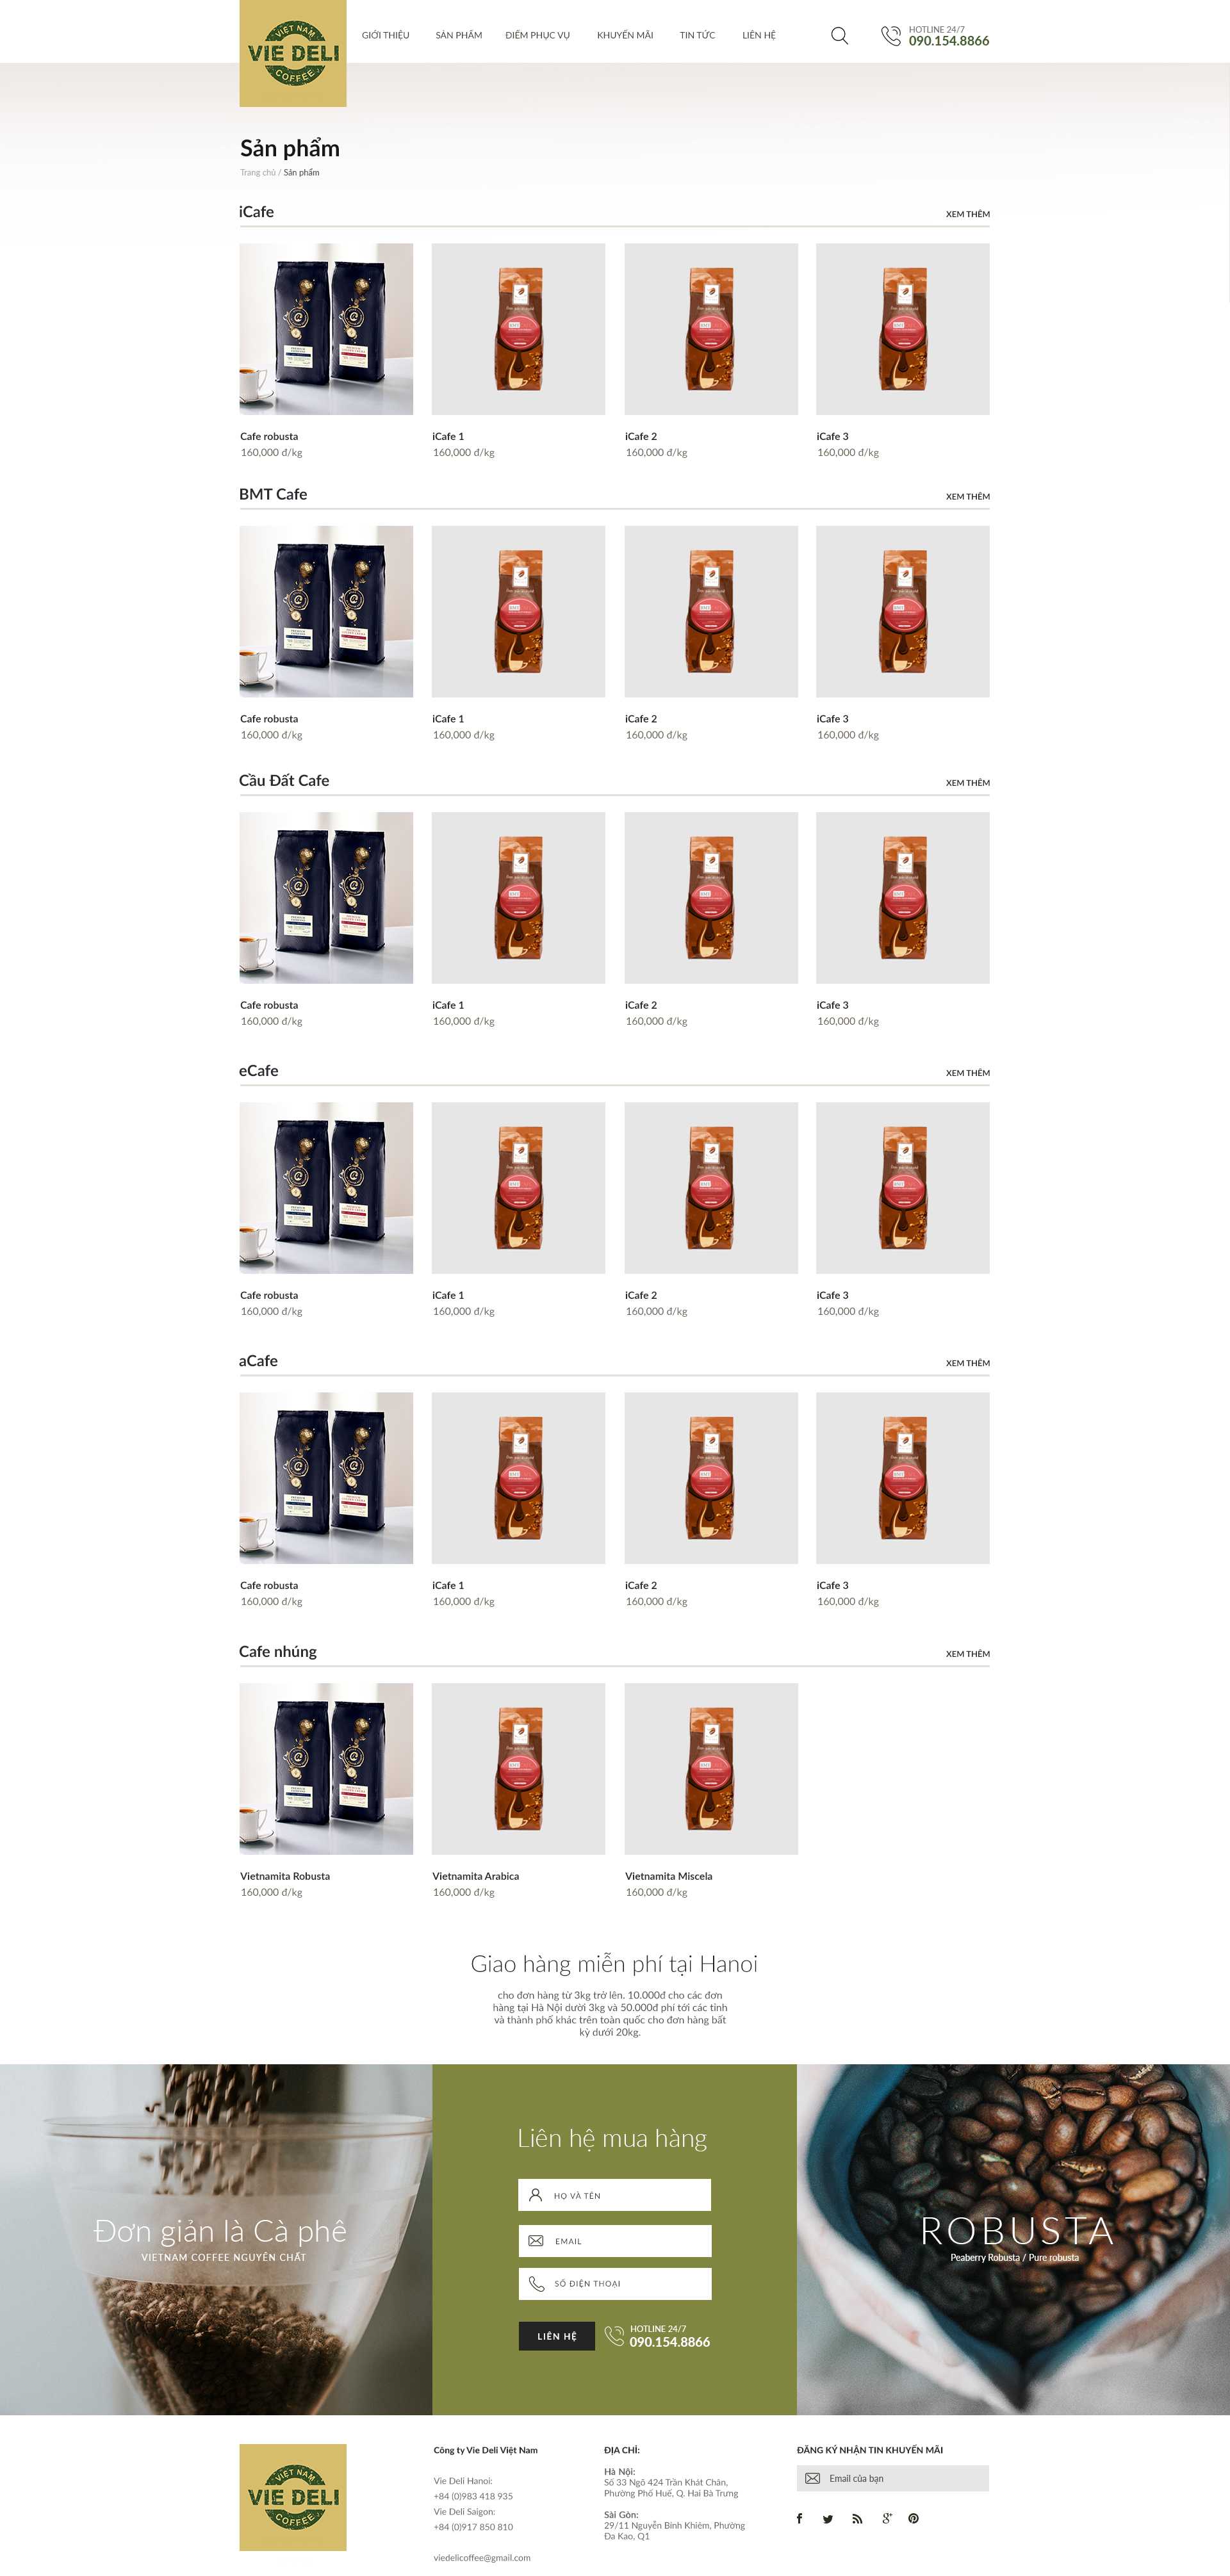 VIET NAM
VIE DELI
COFFEE
GIỚI THIỆU
SẢN PHẨM
ĐIỂM PHỤC VỤ
KHUYẾN MÃI
TIN TỨC
LIÊN HỆ
HOTLINE 24/7
090.154.8866
Sản phẩm
Trang chủ / Sản phẩm
iCafe
XEM THÊM
Cafe robusta
160,000 đ/kg
iCafe 1
160,000 đ/kg
iCafe 2
160,000 đ/kg
iCafe 3
160,000 đ/kg
BMT Cafe
XEM THÊM
Cafe robusta
160,000 đ/kg
iCafe 1
160,000 đ/kg
iCafe 2
160,000 đ/kg
iCafe 3
160,000 đ/kg
Cầu Đất Cafe
XEM THÊM
Cafe robusta
160,000 đ/kg
iCafe 1
160,000 đ/kg
iCafe 2
160,000 đ/kg
iCafe 3
160,000 đ/kg
eCafe
XEM THÊM
Cafe robusta
160,000 đ/kg
iCafe 1
160,000 đ/kg
iCafe 2
160,000 đ/kg
iCafe 3
160,000 đ/kg
aCafe
XEM THÊM
Cafe robusta
160,000 đ/kg
iCafe 1
160,000 đ/kg
iCafe 2
160,000 đ/kg
iCafe 3
160,000 đ/kg
Cafe nhúng
XEM THÊM
Vietnamita Robusta
160,000 đ/kg
Vietnamita Arabica
160,000 đ/kg
Vietnamita Miscela
160,000 đ/kg
Giao hàng miễn phí tại Hanoi
cho đơn hàng từ 3kg trở lên. 10.000đ cho các đơn
hàng tại Hà Nội dưới 3kg và 50.000đ phí tới các tỉnh
và thành phố khác trên toàn quốc cho đơn hàng bất
kỳ dưới 20kg.
Đơn giản là Cà phê
VIETNAM COFFEE NGUYÊN CHẤT
Liên hệ mua hàng
HỌ VÀ TÊN
EMAIL
SỐ ĐIỆN THOẠI
LIÊN HỆ
HOTLINE 24/7
090.154.8866
ROBUSTA
Peaberry Robusta / Pure robusta
VIET NAM
VIE DELI
COFFEE
Công ty Vie Deli Việt Nam
Vie Deli Hanoi:
+84 (0)983 418 935
Vie Deli Saigon:
+84 (0)917 850 810
viedelicoffee@gmail.com
ĐỊA CHỈ:
Hà Nội:
Số 33 Ngõ 424 Trần Khát Chân,
Phường Phố Huế, Q. Hai Bà Trưng
Sài Gòn:
29/11 Nguyễn Bỉnh Khiêm, Phường
Đa Kao, Q1
ĐĂNG KÝ NHẬN TIN KHUYẾN MÃI
Email của bạn